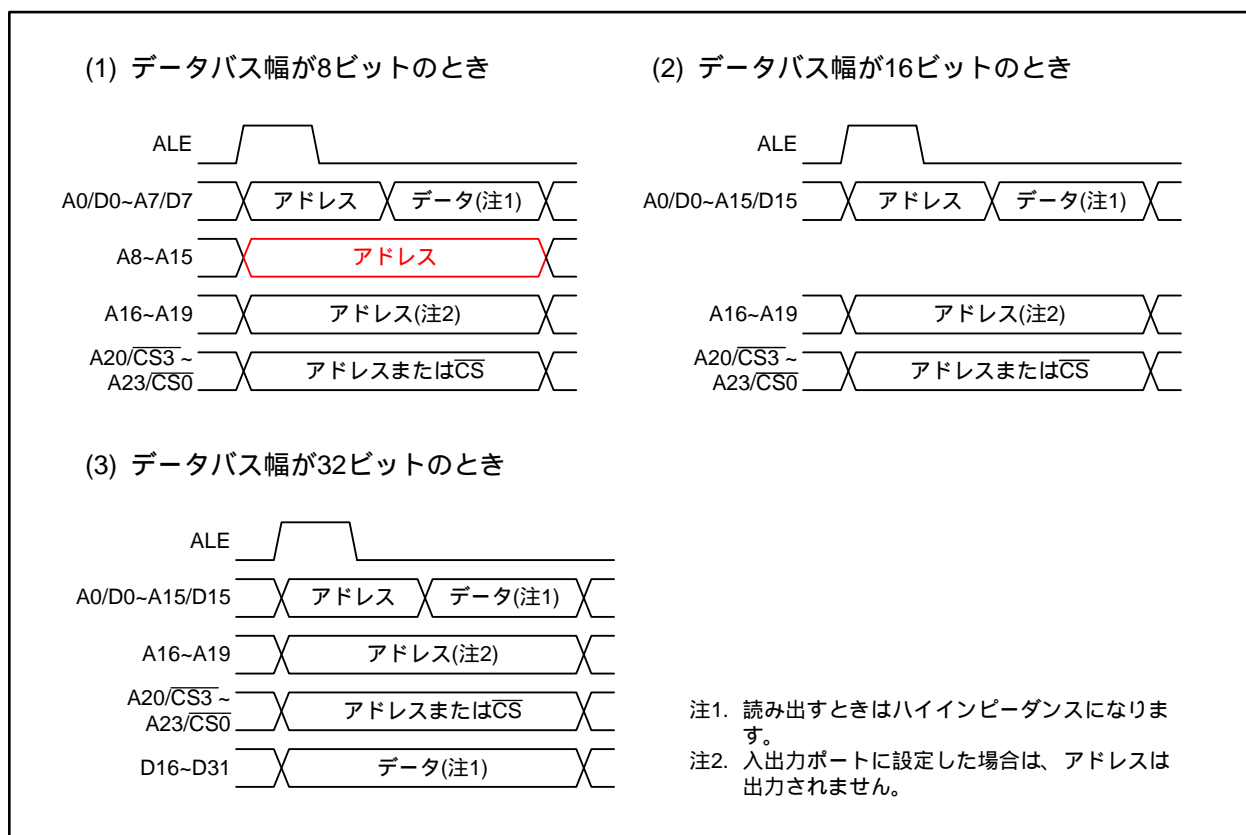 (1) データバス幅が8ビットのとき
ALE
A0/D0~A7/D7
アドレス
データ(注1)
A8~A15
アドレス
A16~A19
アドレス(注2)
A20/CS3 ~
A23/CS0
アドレスまたはCS
(2) データバス幅が16ビットのとき
ALE
A0/D0~A15/D15
アドレス
データ(注1)
A16~A19
アドレス(注2)
A20/CS3 ~
A23/CS0
アドレスまたはCS
(3) データバス幅が32ビットのとき
ALE
A0/D0~A15/D15
アドレス
データ(注1)
A16~A19
アドレス(注2)
A20/CS3 ~
A23/CS0
アドレスまたはCS
D16~D31
データ(注1)
注1. 読み出すときはハイインピーダンスになりま
す。
注2. 入出力ポートに設定した場合は、アドレスは
出力されません。